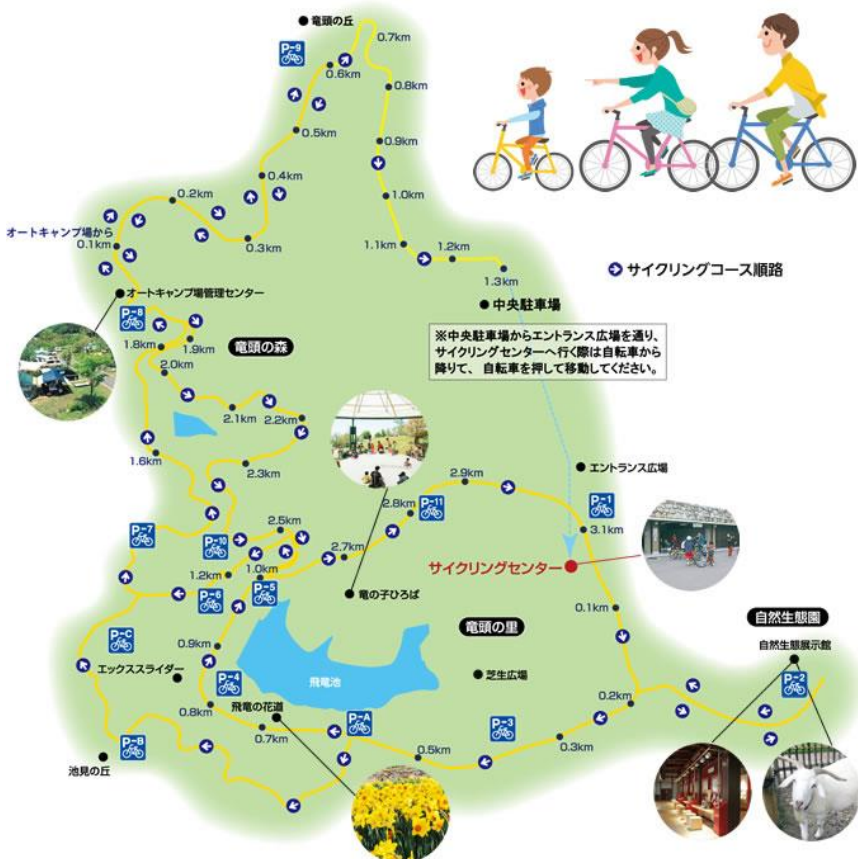 竜頭の丘
P-9
0.7km
0.6km
0.8km
0.5km
0.9km
0.4km
0.2km
1.0km
オートキャンプ場から
0.1km
0.3km
1.1km
1.2km
サイクリングコース順路
1.3km
オートキャンプ場管理センター
中央駐車場
P-8
※中央駐車場からエントランス広場を通り、
サイクリングセンターへ行く際は自転車から
降りて、自転車を押して移動してください。
1.8km
1.9km
竜頭の森
2.0km
2.1km
2.2km
1.6km
2.3km
2.9km
エントランス広場
P-1
2.8km
P-11
2.5km
3.1km
P-7
P-10
2.7km
1.2km
1.0km
サイクリングセンター
P-6
P-5
竜の子ひろば
0.1km
竜頭の里
自然生態園
P-C
0.9km
自然生態展示館
エックススライダー
飛竜池
芝生広場
P-4
P-2
0.8km
飛竜の花道
0.2km
P-A
P-3
0.7km
0.3km
P-B
0.5km
池見の丘